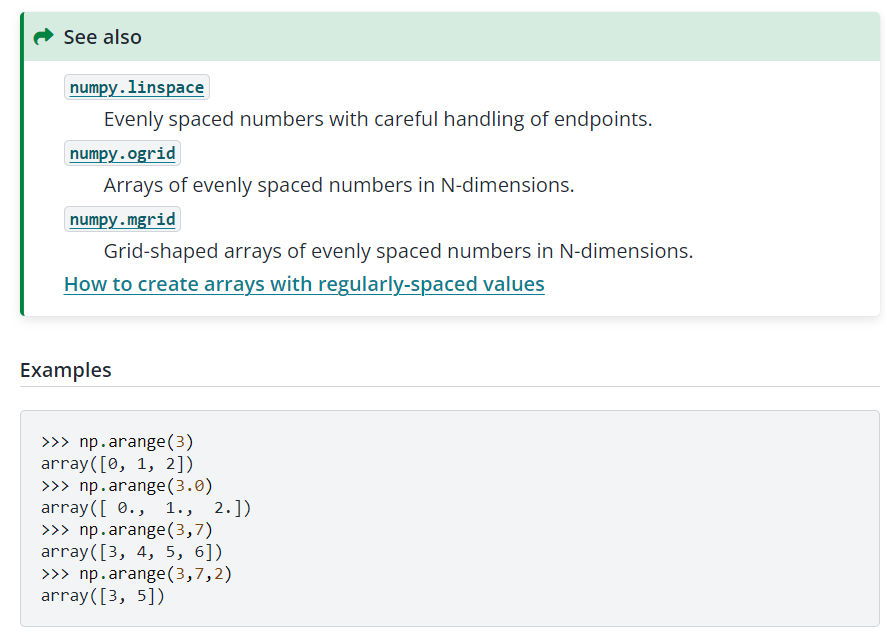 See also
numpy.linspace
Evenly spaced numbers with careful handling of endpoints.
numpy.ogrid
Arrays of evenly spaced numbers in N-dimensions.
numpy.mgrid
Grid-shaped arrays of evenly spaced numbers in N-dimensions.
How to create arrays with regularly-spaced values
Examples
>>> np.arange(3)
array([0, 1, 2])
>>> np.arange(3.0)
array([ 0.,  1.,  2.])
>>> np.arange(3,7)
array([3, 4, 5, 6])
>>> np.arange(3,7,2)
array([3, 5])